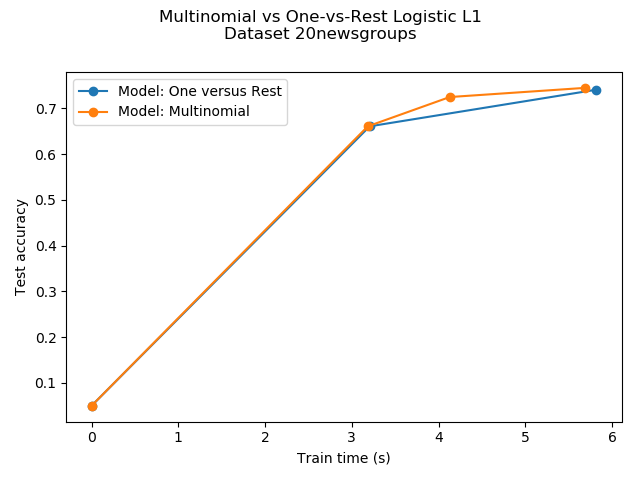 Multinomial vs One-vs-Rest Logistic L1
Dataset 20newsgroups
Model: One versus Rest
Model: Multinomial
0.7
0.6
0.5
0.4
0.3
0.2
0.1
Test accuracy
0 1 2 3 4 5 6
Train time (s)